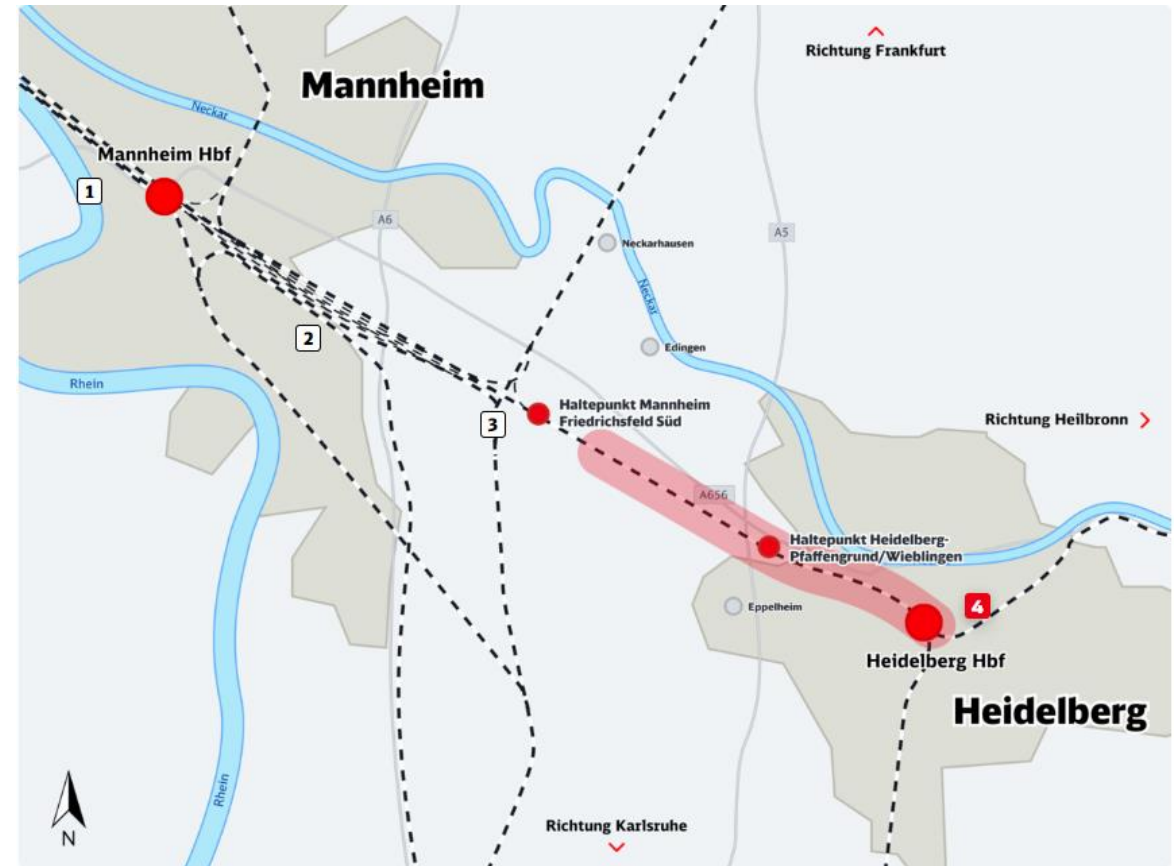 Richtung Frankfurt
Mannheim
Neckar
Mannheim Hbf
1
A6
A5
Neckarhausen
Neckar
2
Edingen
Rhein
Haltepunkt Mannheim
Friedrichsfeld Süd
3
Richtung Heilbronn
A656
Haltepunkt Heidelberg-
Pfaffengrund/Wieblingen
Eppelheim
4
Heidelberg Hbf
Heidelberg
Rhein
N
Richtung Karlsruhe